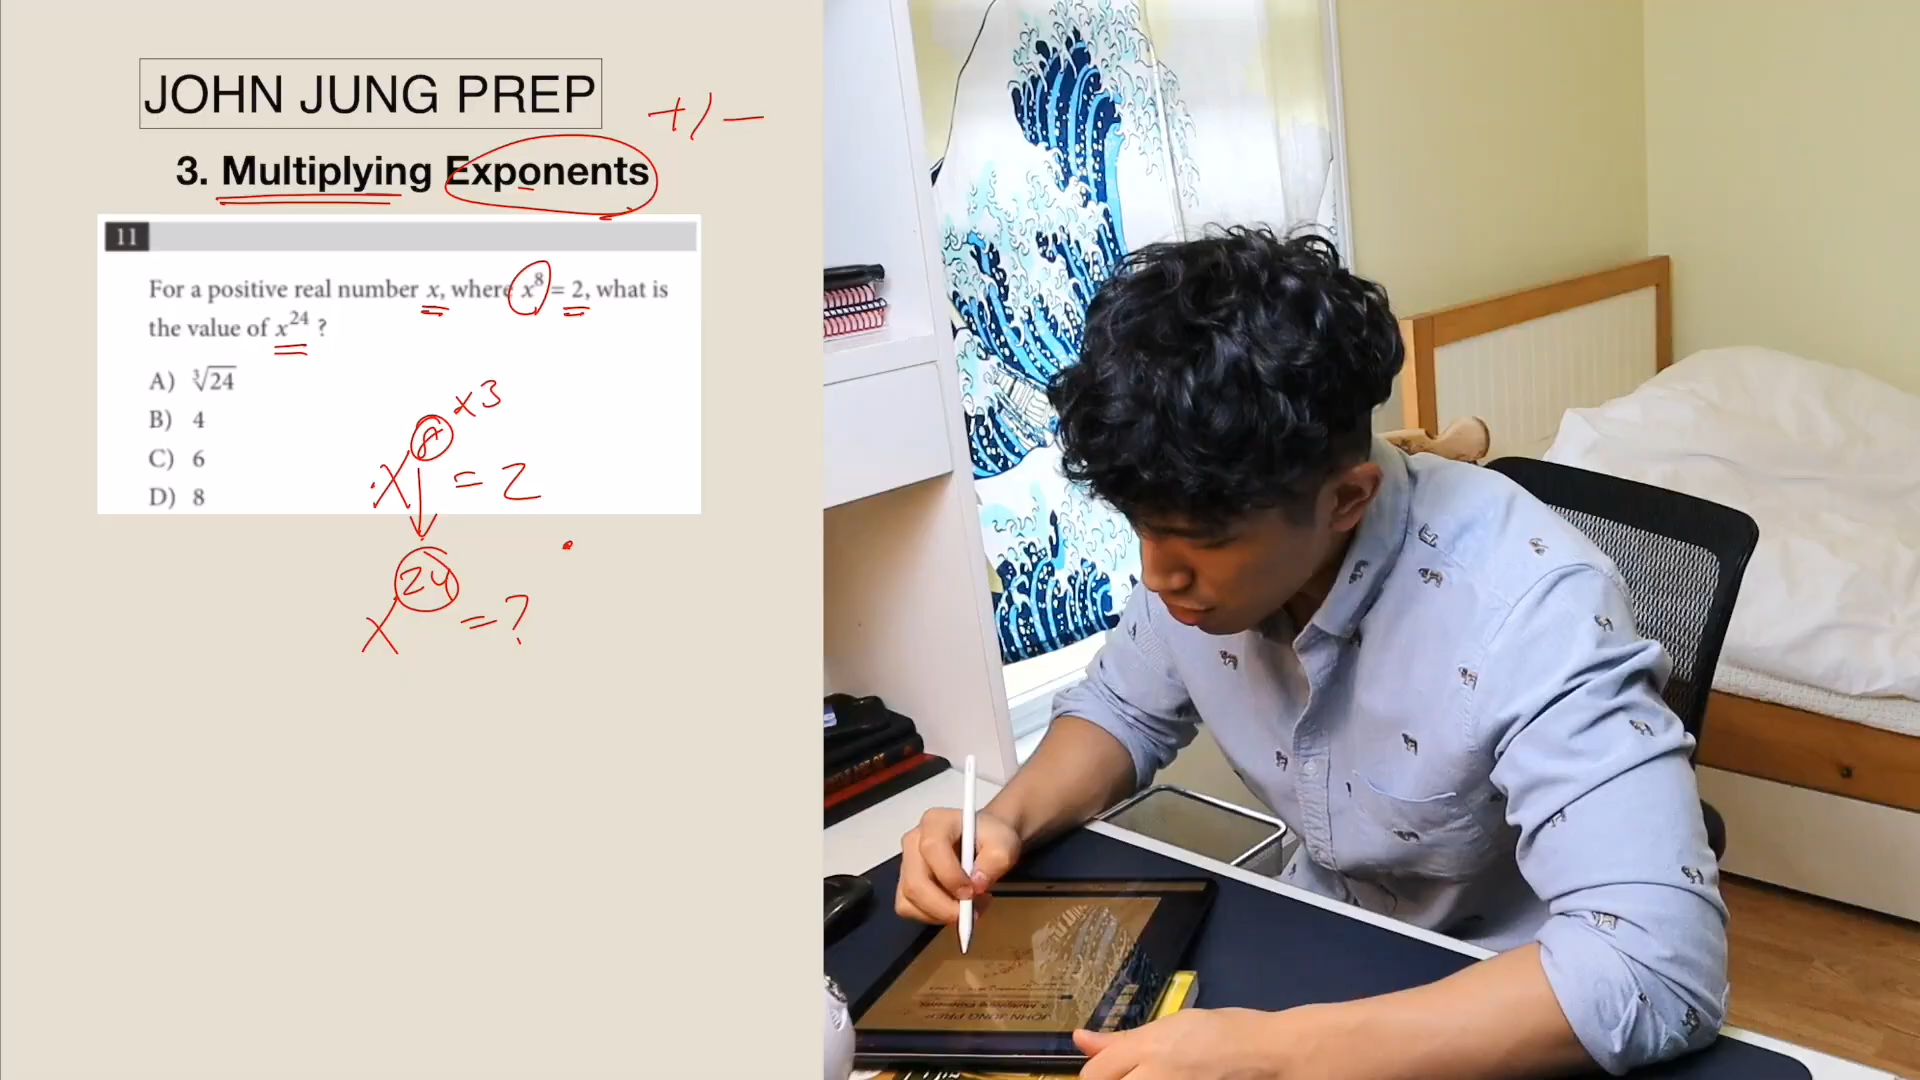 JOHN JUNG PREP
+/−
3. Multiplying Exponents
11
For a positive real number x, where x⁸ = 2, what is
the value of x²⁴ ?
A) ∛24
B) 4
C) 6
D) 8
x⁸ ×3 = 2
x²⁴ = ?